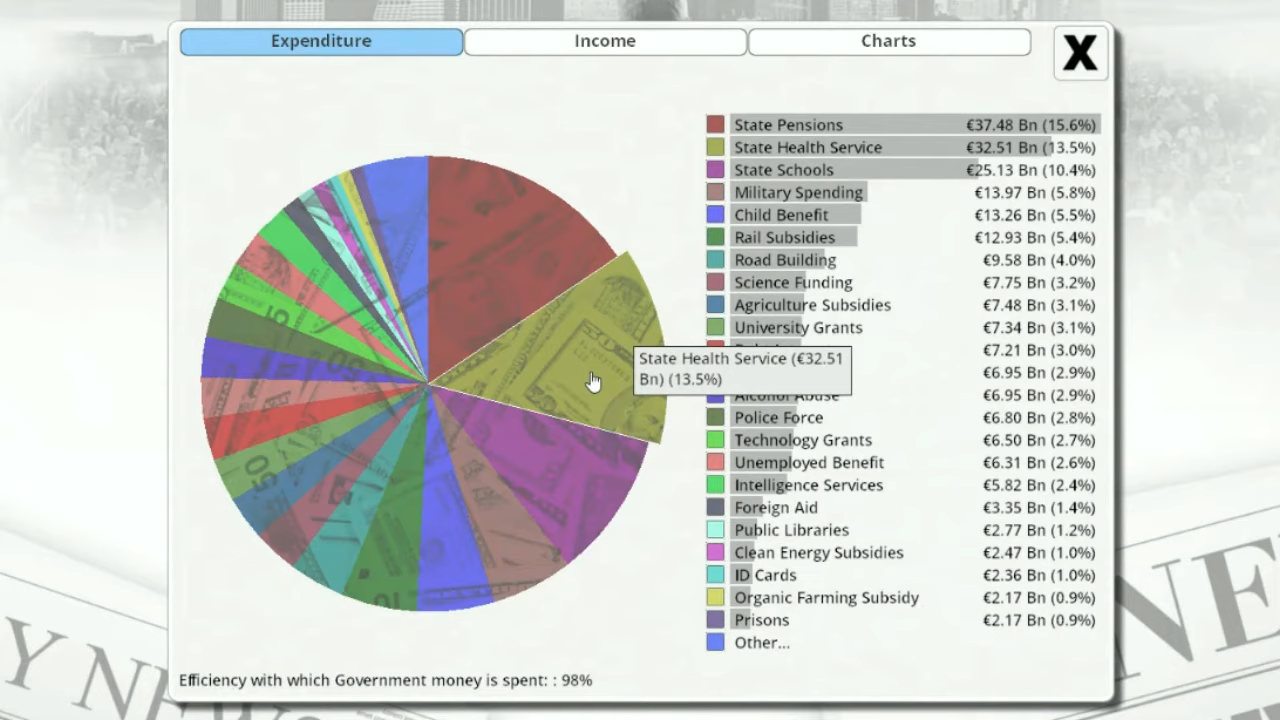 Expenditure
Income
Charts
X
State Pensions €37.48 Bn (15.6%)
State Health Service €32.51 Bn (13.5%)
State Schools €25.13 Bn (10.4%)
Military Spending €13.97 Bn (5.8%)
Child Benefit €13.26 Bn (5.5%)
Rail Subsidies €12.93 Bn (5.4%)
Road Building €9.58 Bn (4.0%)
Science Funding €7.75 Bn (3.2%)
Agriculture Subsidies €7.48 Bn (3.1%)
University Grants €7.34 Bn (3.1%)
€7.21 Bn (3.0%)
State Health Service (€32.51
Bn) (13.5%)
€6.95 Bn (2.9%)
Alcohol Abuse €6.95 Bn (2.9%)
Police Force €6.80 Bn (2.8%)
Technology Grants €6.50 Bn (2.7%)
Unemployed Benefit €6.31 Bn (2.6%)
Intelligence Services €5.82 Bn (2.4%)
Foreign Aid €3.35 Bn (1.4%)
Public Libraries €2.77 Bn (1.2%)
Clean Energy Subsidies €2.47 Bn (1.0%)
ID Cards €2.36 Bn (1.0%)
Organic Farming Subsidy €2.17 Bn (0.9%)
Prisons €2.17 Bn (0.9%)
Other...
Efficiency with which Government money is spent: : 98%